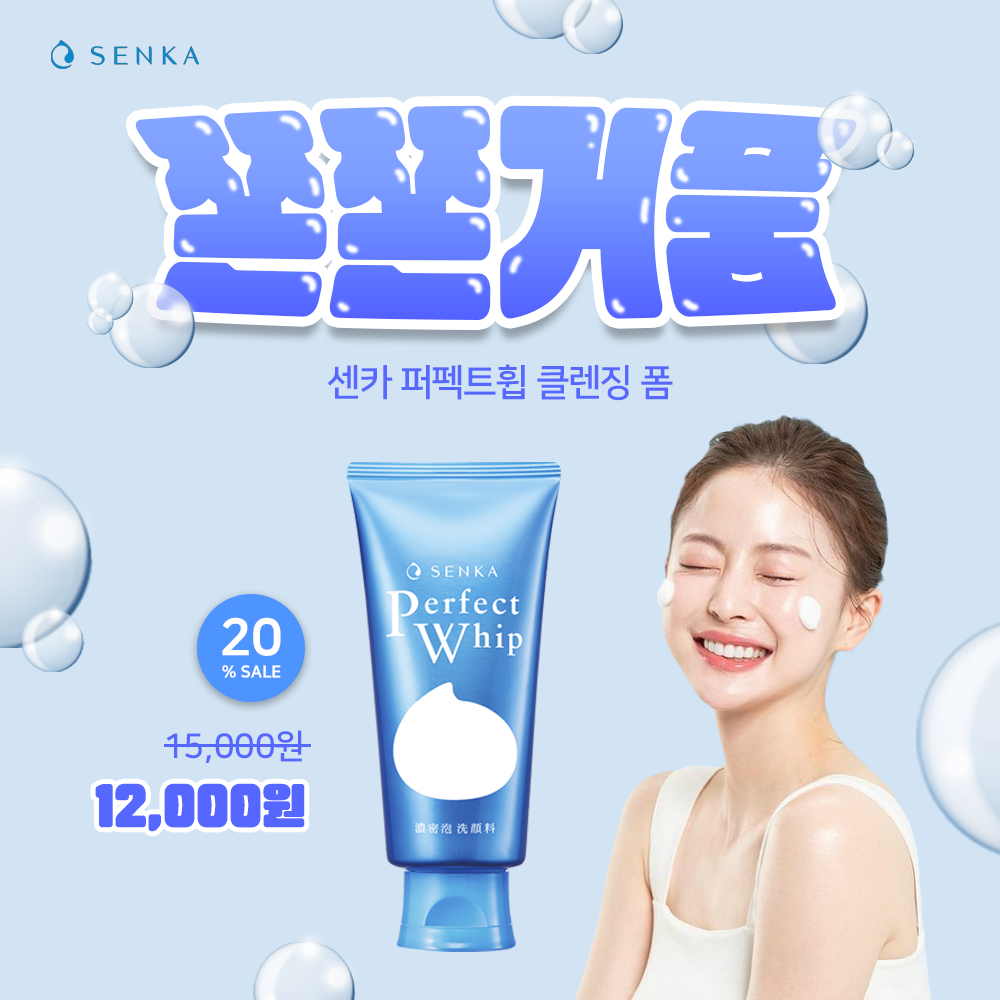 SENKA
쫀쫀거품
센카 퍼펙트휩 클렌징 폼
SENKA
Perfect
Whip
濃密泡 洗顔料
20
% SALE
15,000원
12,000원